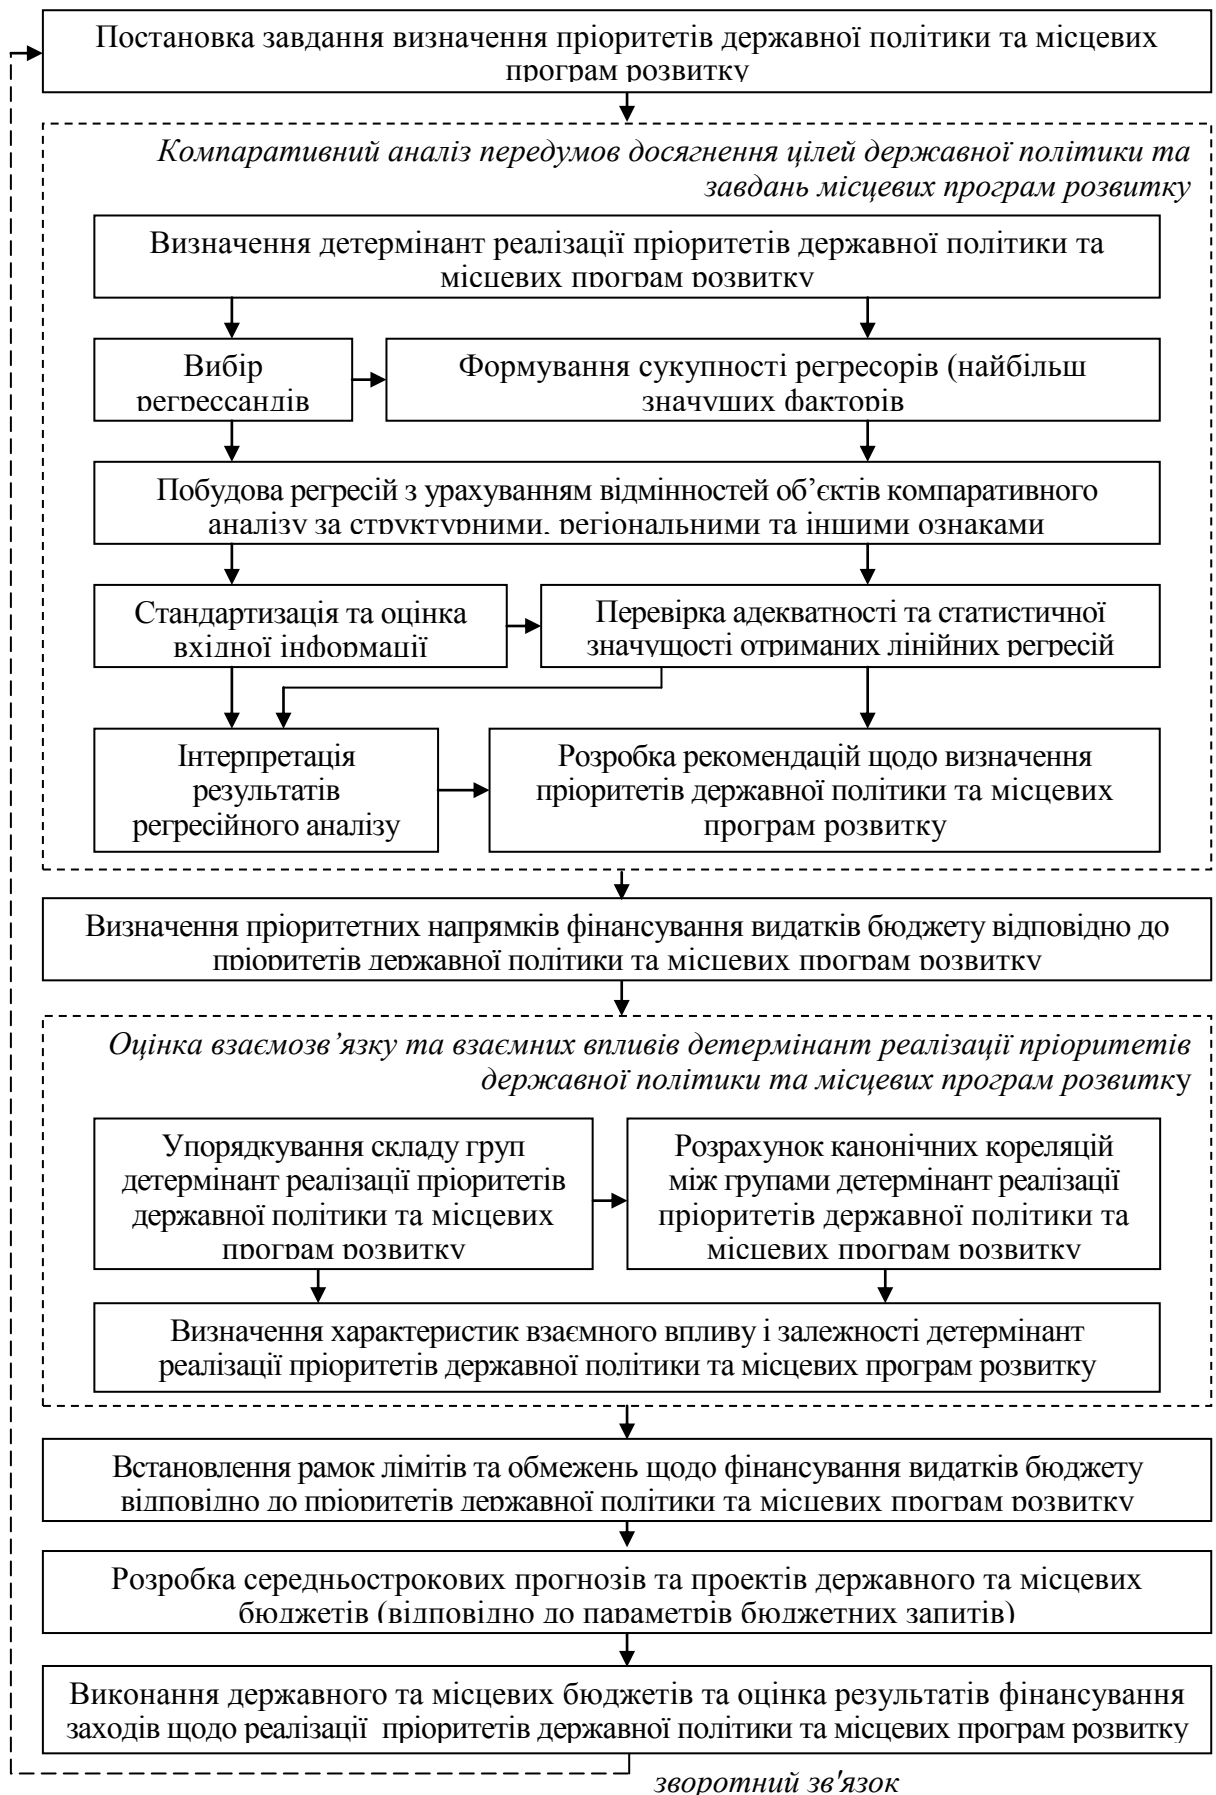 Постановка завдання визначення пріоритетів державної політики та місцевих
програм розвитку
Компаративний аналіз передумов досягнення цілей державної політики та
завдань місцевих програм розвитку
Визначення детермінант реалізації пріоритетів державної політики та
місцевих програм розвитку
Вибір
регрессандів
Формування сукупності регресорів (найбільш
значущих факторів
Побудова регресій з урахуванням відмінностей об’єктів компаративного
аналізу за структурними, регіональними та іншими ознаками
Стандартизація та оцінка
вхідної інформації
Перевірка адекватності та статистичної
значущості отриманих лінійних регресій
Інтерпретація
результатів
регресійного аналізу
Розробка рекомендацій щодо визначення
пріоритетів державної політики та місцевих
програм розвитку
Визначення пріоритетних напрямків фінансування видатків бюджету відповідно до
пріоритетів державної політики та місцевих програм розвитку
Оцінка взаємозв’язку та взаємних впливів детермінант реалізації пріоритетів
державної політики та місцевих програм розвитку
Упорядкування складу груп
детермінант реалізації пріоритетів
державної політики та місцевих
програм розвитку
Розрахунок канонічних кореляцій
між групами детермінант реалізації
пріоритетів державної політики та
місцевих програм розвитку
Визначення характеристик взаємного впливу і залежності детермінант
реалізації пріоритетів державної політики та місцевих програм розвитку
Встановлення рамок лімітів та обмежень щодо фінансування видатків бюджету
відповідно до пріоритетів державної політики та місцевих програм розвитку
Розробка середньострокових прогнозів та проектів державного та місцевих
бюджетів (відповідно до параметрів бюджетних запитів)
Виконання державного та місцевих бюджетів та оцінка результатів фінансування
заходів щодо реалізації пріоритетів державної політики та місцевих програм розвитку
зворотний зв'язок